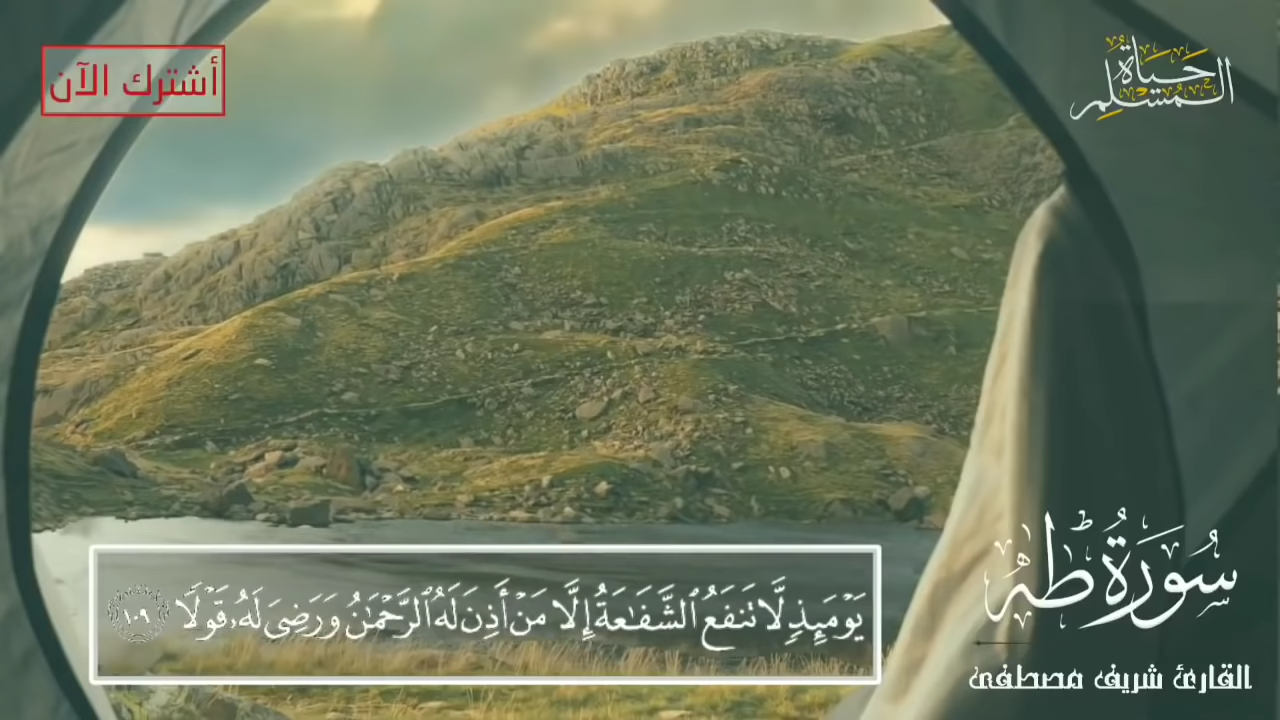 أشترك الآن
حياة
المسلم
يَوْمَئِذٍ لَّا تَنفَعُ ٱلشَّفَـٰعَةُ إِلَّا مَنْ أَذِنَ لَهُ ٱلرَّحْمَـٰنُ وَرَضِىَ لَهُۥ قَوْلًا ١٠٩
سُورَةُ طه
القارئ شريف مصطفى